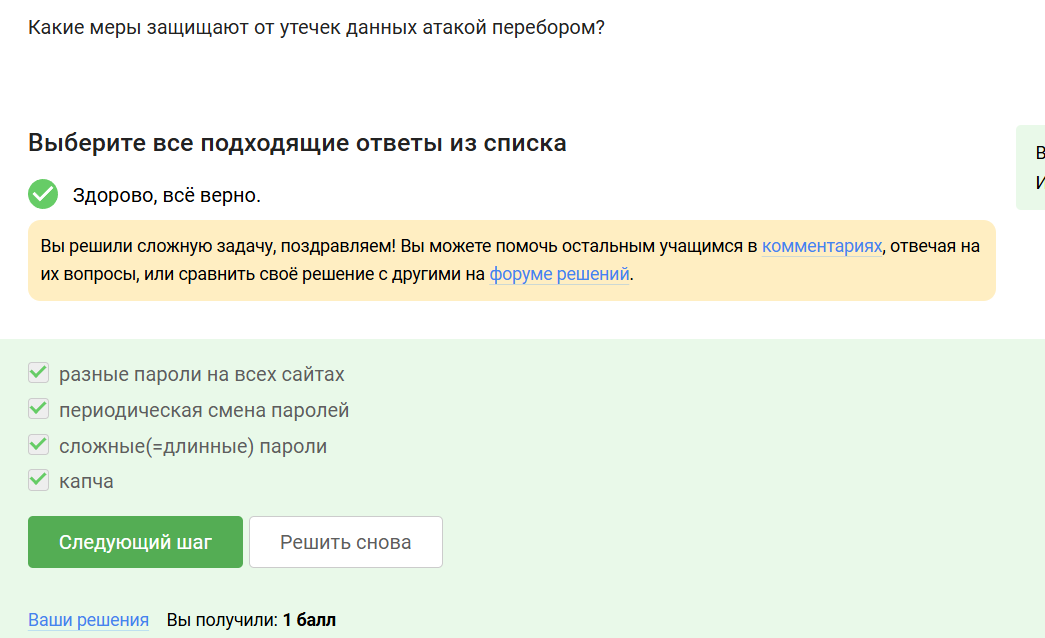 Какие меры защищают от утечек данных атакой перебором?
Выберите все подходящие ответы из списка
Здорово, всё верно.
Вы решили сложную задачу, поздравляем! Вы можете помочь остальным учащимся в комментариях, отвечая на
их вопросы, или сравнить своё решение с другими на форуме решений.
разные пароли на всех сайтах
периодическая смена паролей
сложные(=длинные) пароли
капча
Следующий шаг
Решить снова
Ваши решения Вы получили: 1 балл